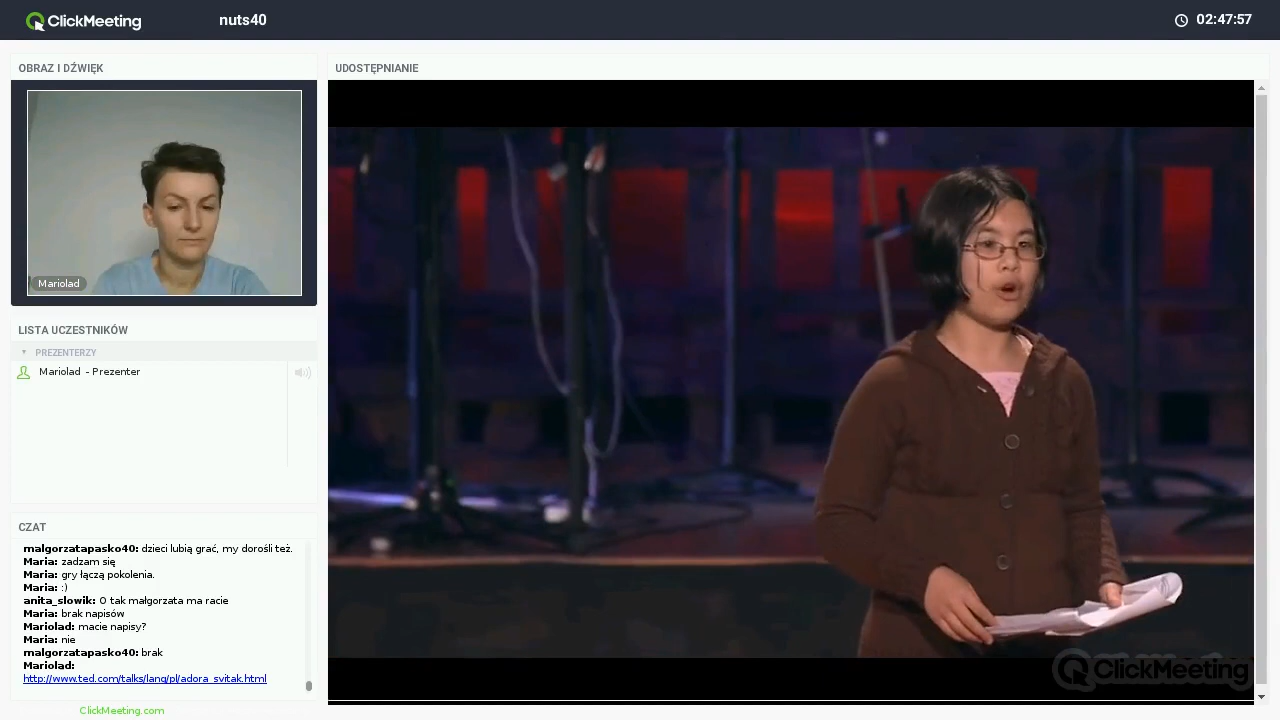 ClickMeeting
nuts40
02:47:57
OBRAZ I DŹWIĘK
Mariolad
LISTA UCZESTNIKÓW
PREZENTERZY
Mariolad - Prezenter
CZAT
malgorzatapasko40: dzieci lubią grać, my dorośli też.
Maria: zadzam się
Maria: gry łączą pokolenia.
Maria: :)
anita_slowik: O tak małgorzata ma racie
Maria: brak napisów
Mariolad: macie napisy?
Maria: nie
malgorzatapasko40: brak
Mariolad:
http://www.ted.com/talks/lang/pl/adora_svitak.html
ClickMeeting.com
UDOSTĘPNIANIE
ClickMeeting